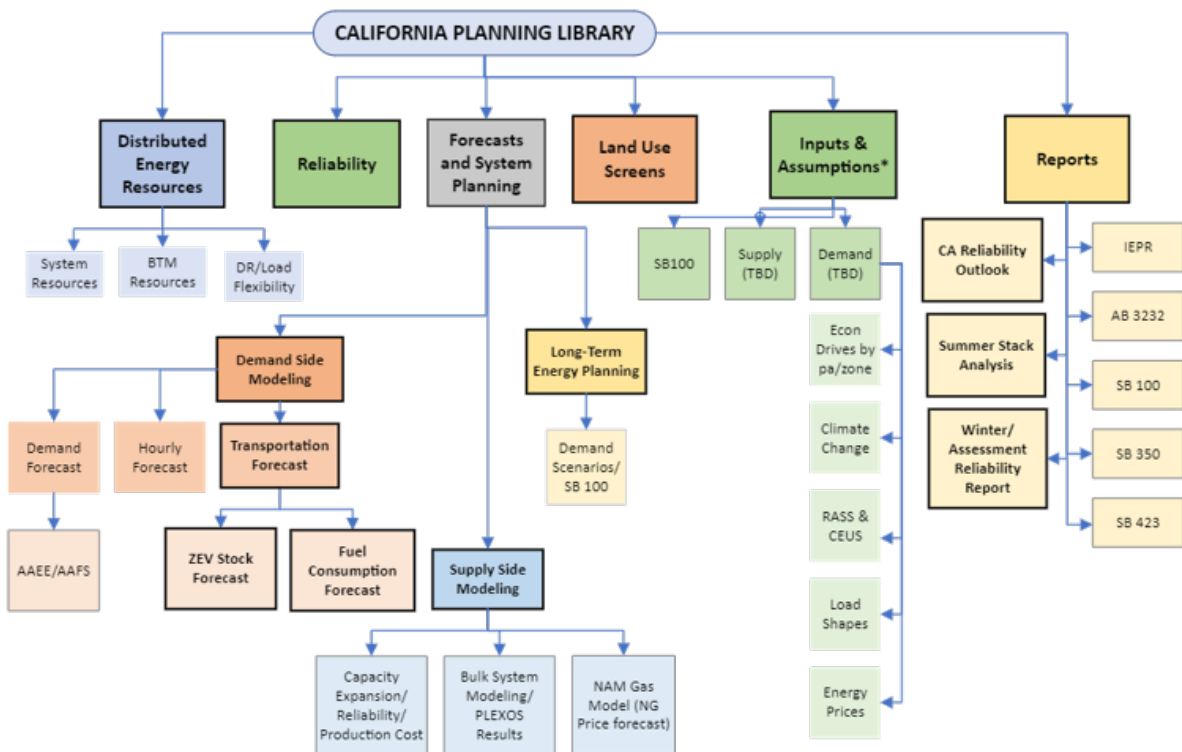 CALIFORNIA PLANNING LIBRARY
Distributed
Energy
Resources
Reliability
Forecasts
and System
Planning
Land Use
Screens
Inputs &
Assumptions*
Reports
System
Resources
BTM
Resources
DR/Load
Flexibility
SB100
Supply
(TBD)
Demand
(TBD)
CA Reliability
Outlook
IEPR
Demand Side
Modeling
Long-Term
Energy Planning
Econ
Drives by
pa/zone
Summer Stack
Analysis
AB 3232
Demand
Forecast
Hourly
Forecast
Transportation
Forecast
Demand
Scenarios/
SB 100
Climate
Change
Winter/
Assessment
Reliability
Report
SB 100
SB 350
AAEE/AAFS
ZEV Stock
Forecast
Fuel
Consumption
Forecast
Supply Side
Modeling
RASS &
CEUS
SB 423
Load
Shapes
Capacity
Expansion/
Reliability/
Production Cost
Bulk System
Modeling/
PLEXOS
Results
NAM Gas
Model (NG
Price forecast)
Energy
Prices